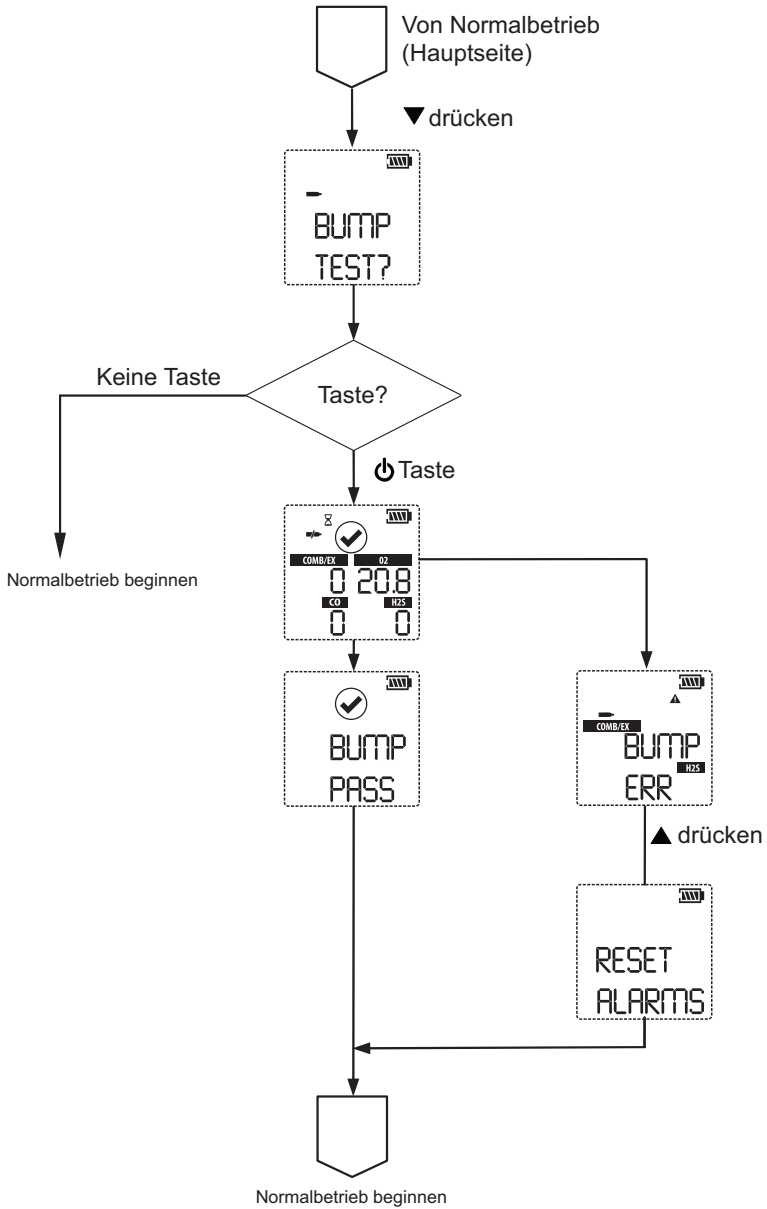 Von Normalbetrieb
(Hauptseite)
▼ drücken
BUMP
TEST?
Keine Taste
Taste?
Taste
Normalbetrieb beginnen
COMB/EX O2
0 20.8
CO H2S
0 0
BUMP
PASS
COMB/EX
BUMP
H2S
ERR
▲ drücken
RESET
ALARMS
Normalbetrieb beginnen